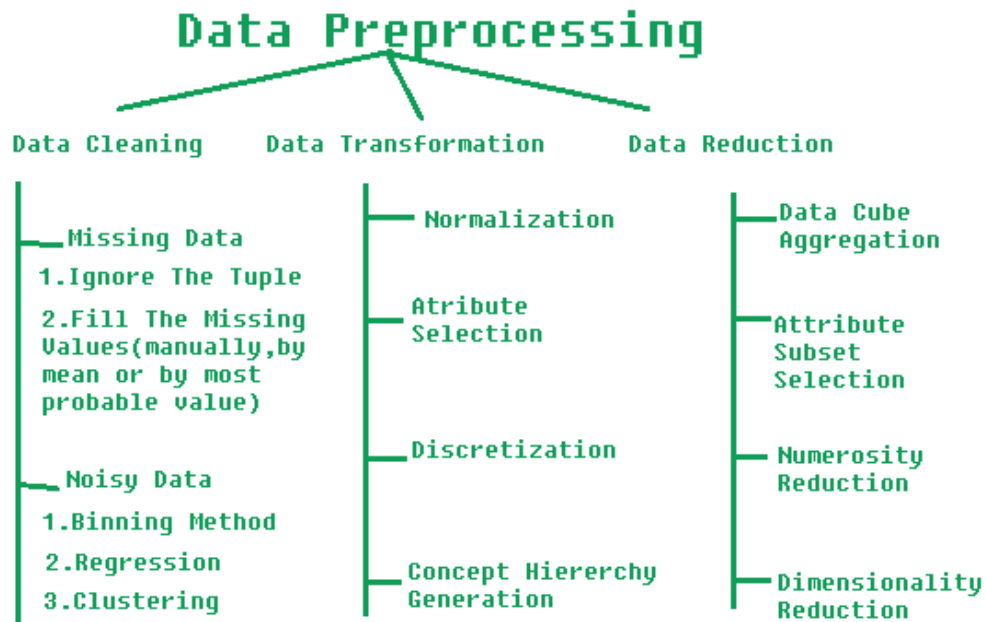 Data Preprocessing
Data Cleaning
Missing Data
1.Ignore The Tuple
2.Fill The Missing
Values(manually,by
mean or by most
probable value)
Noisy Data
1.Binning Method
2.Regression
3.Clustering
Data Transformation
Normalization
Atribute
Selection
Discretization
Concept Hiererchy
Generation
Data Reduction
Data Cube
Aggregation
Attribute
Subset
Selection
Numerosity
Reduction
Dimensionality
Reduction